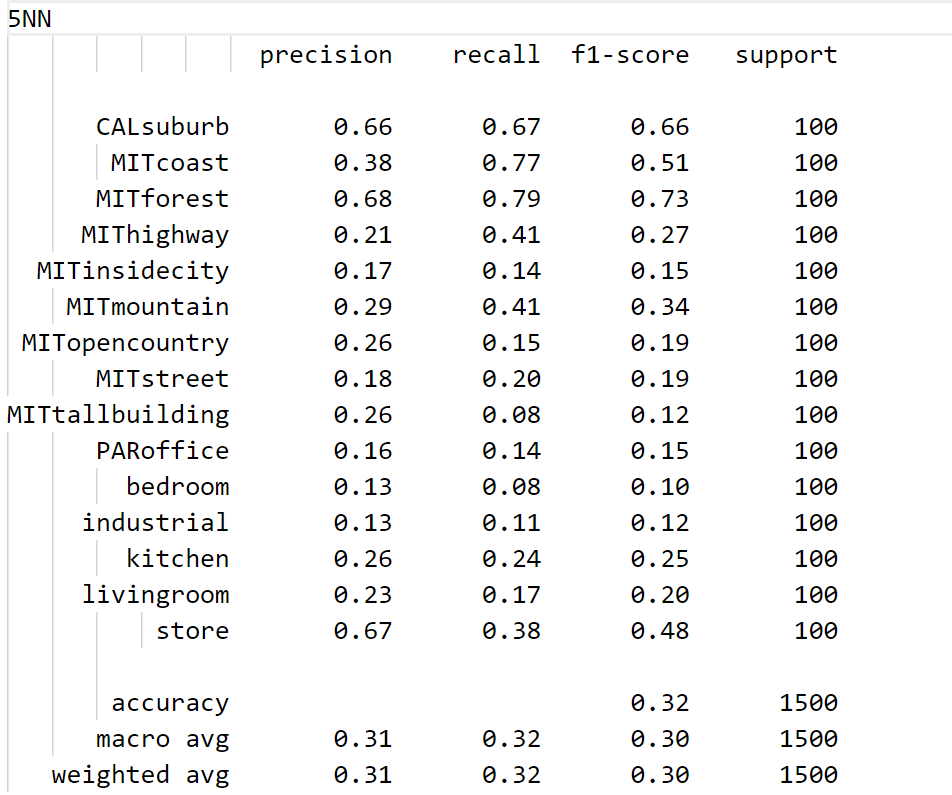 5NN
precision recall f1-score support
CALsuburb 0.66 0.67 0.66 100
MITcoast 0.38 0.77 0.51 100
MITforest 0.68 0.79 0.73 100
MIThighway 0.21 0.41 0.27 100
MITinsidecity 0.17 0.14 0.15 100
MITmountain 0.29 0.41 0.34 100
MITopencountry 0.26 0.15 0.19 100
MITstreet 0.18 0.20 0.19 100
MITtallbuilding 0.26 0.08 0.12 100
PARoffice 0.16 0.14 0.15 100
bedroom 0.13 0.08 0.10 100
industrial 0.13 0.11 0.12 100
kitchen 0.26 0.24 0.25 100
livingroom 0.23 0.17 0.20 100
store 0.67 0.38 0.48 100
accuracy 0.32 1500
macro avg 0.31 0.32 0.30 1500
weighted avg 0.31 0.32 0.30 1500